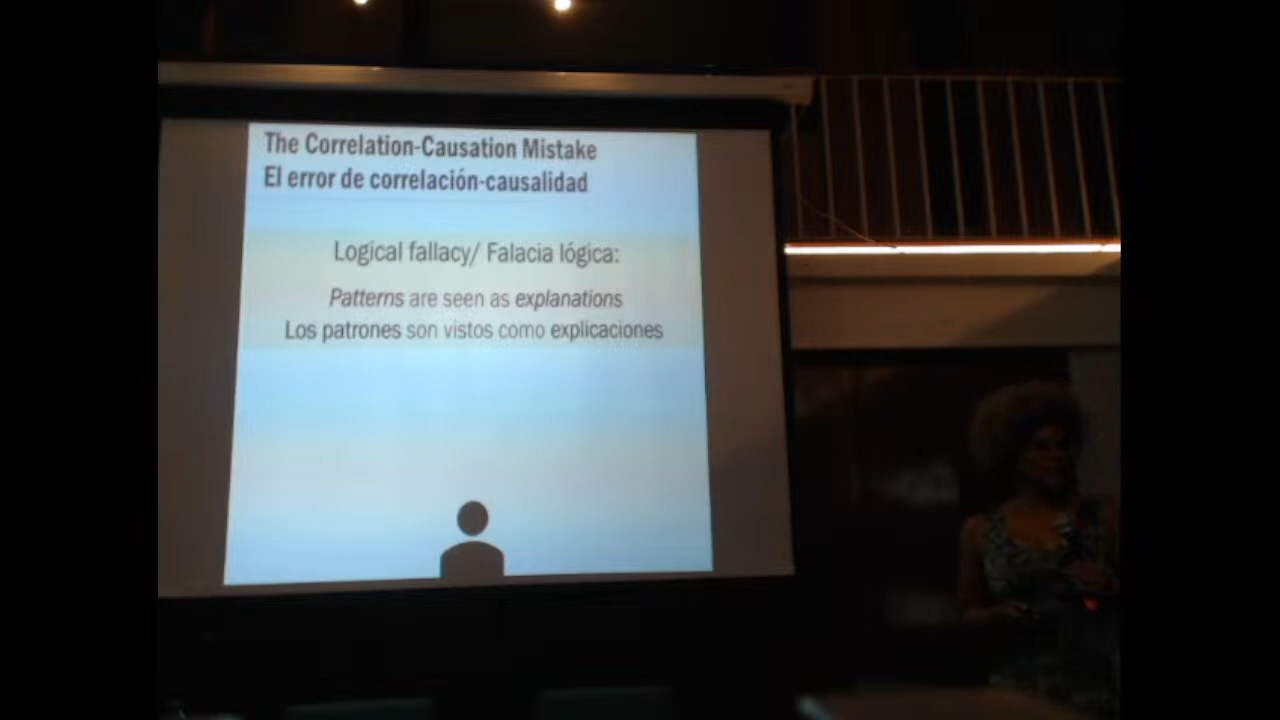 The Correlation-Causation Mistake
El error de correlación-causalidad
Logical fallacy/ Falacia lógica:
Patterns are seen as explanations
Los patrones son vistos como explicaciones